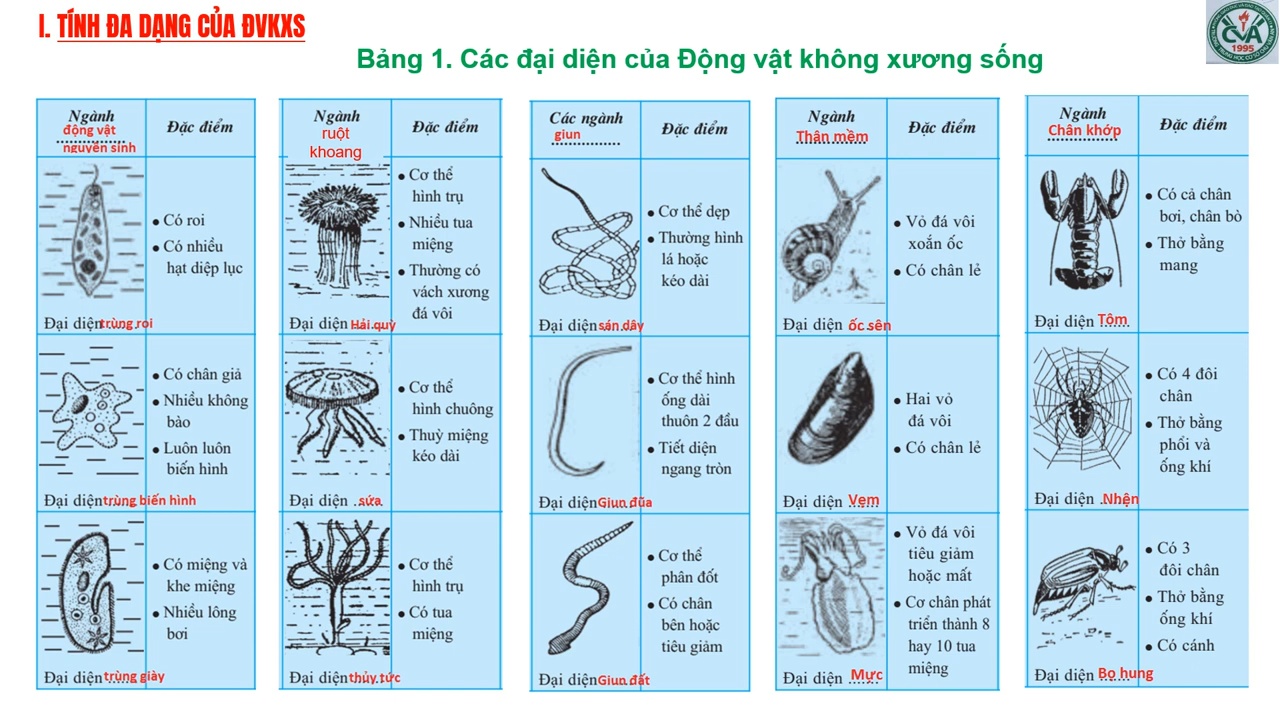 I. TÍNH ĐA DẠNG CỦA ĐVKXS
CVA
1995
Bảng 1. Các đại diện của Động vật không xương sống
Ngành
động vật
nguyên sinh
Đặc điểm
• Có roi
• Có nhiều
hạt diệp lục
Đại diện trùng roi
• Có chân giả
• Nhiều không
bào
• Luôn luôn
biến hình
Đại diện trùng biến hình
• Có miệng và
khe miệng
• Nhiều lông
bơi
Đại diện trùng giày
Ngành
ruột
khoang
Đặc điểm
• Cơ thể
hình trụ
• Nhiều tua
miệng
• Thường có
vách xương
đá vôi
Đại diện Hải quỳ
• Cơ thể
hình chuông
• Thuỳ miệng
kéo dài
Đại diện sứa
• Cơ thể
hình trụ
• Có tua
miệng
Đại diện thủy tức
Các ngành
giun
Đặc điểm
• Cơ thể dẹp
• Thường hình
lá hoặc
kéo dài
Đại diện sán dây
• Cơ thể hình
ống dài
thuôn 2 đầu
• Tiết diện
ngang tròn
Đại diện Giun đũa
• Cơ thể
phân đốt
• Có chân
bên hoặc
tiêu giảm
Đại diện Giun đất
Ngành
Thân mềm
Đặc điểm
• Vỏ đá vôi
xoắn ốc
• Có chân lẻ
Đại diện ốc sên
• Hai vỏ
đá vôi
• Có chân lẻ
Đại diện Vẹm
• Vỏ đá vôi
tiêu giảm
hoặc mất
• Cơ chân phát
triển thành 8
hay 10 tua
miệng
Đại diện Mực
Ngành
Chân khớp
Đặc điểm
• Có cả chân
bơi, chân bò
• Thở bằng
mang
Đại diện Tôm
• Có 4 đôi
chân
• Thở bằng
phổi và
ống khí
Đại diện Nhện
• Có 3
đôi chân
• Thở bằng
ống khí
• Có cánh
Đại diện Bọ hung